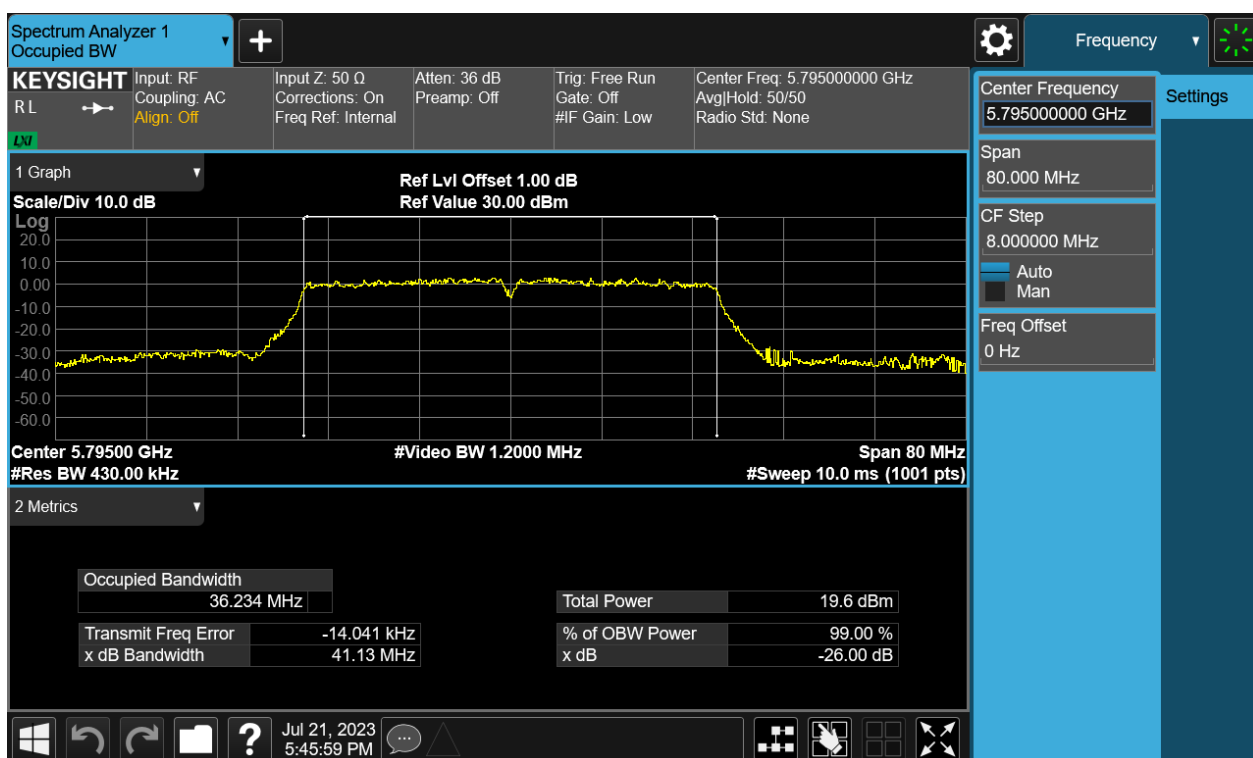 Spectrum Analyzer 1
Occupied BW
+
Frequency
KEYSIGHT
R L
LXI
Input: RF
Coupling: AC
Align: Off
Input Z: 50 Ω
Corrections: On
Freq Ref: Internal
Atten: 36 dB
Preamp: Off
Trig: Free Run
Gate: Off
#IF Gain: Low
Center Freq: 5.795000000 GHz
Avg|Hold: 50/50
Radio Std: None
Center Frequency
5.795000000 GHz
Settings
Span
80.000 MHz
CF Step
8.000000 MHz
Auto
Man
Freq Offset
0 Hz
1 Graph
Scale/Div 10.0 dB
Ref Lvl Offset 1.00 dB
Ref Value 30.00 dBm
Log
20.0
10.0
0.00
-10.0
-20.0
-30.0
-40.0
-50.0
-60.0
Center 5.79500 GHz
#Video BW 1.2000 MHz
Span 80 MHz
#Res BW 430.00 kHz
#Sweep 10.0 ms (1001 pts)
2 Metrics
Occupied Bandwidth
36.234 MHz
Total Power 19.6 dBm
Transmit Freq Error -14.041 kHz
% of OBW Power 99.00 %
x dB Bandwidth 41.13 MHz
x dB -26.00 dB
?
Jul 21, 2023
5:45:59 PM